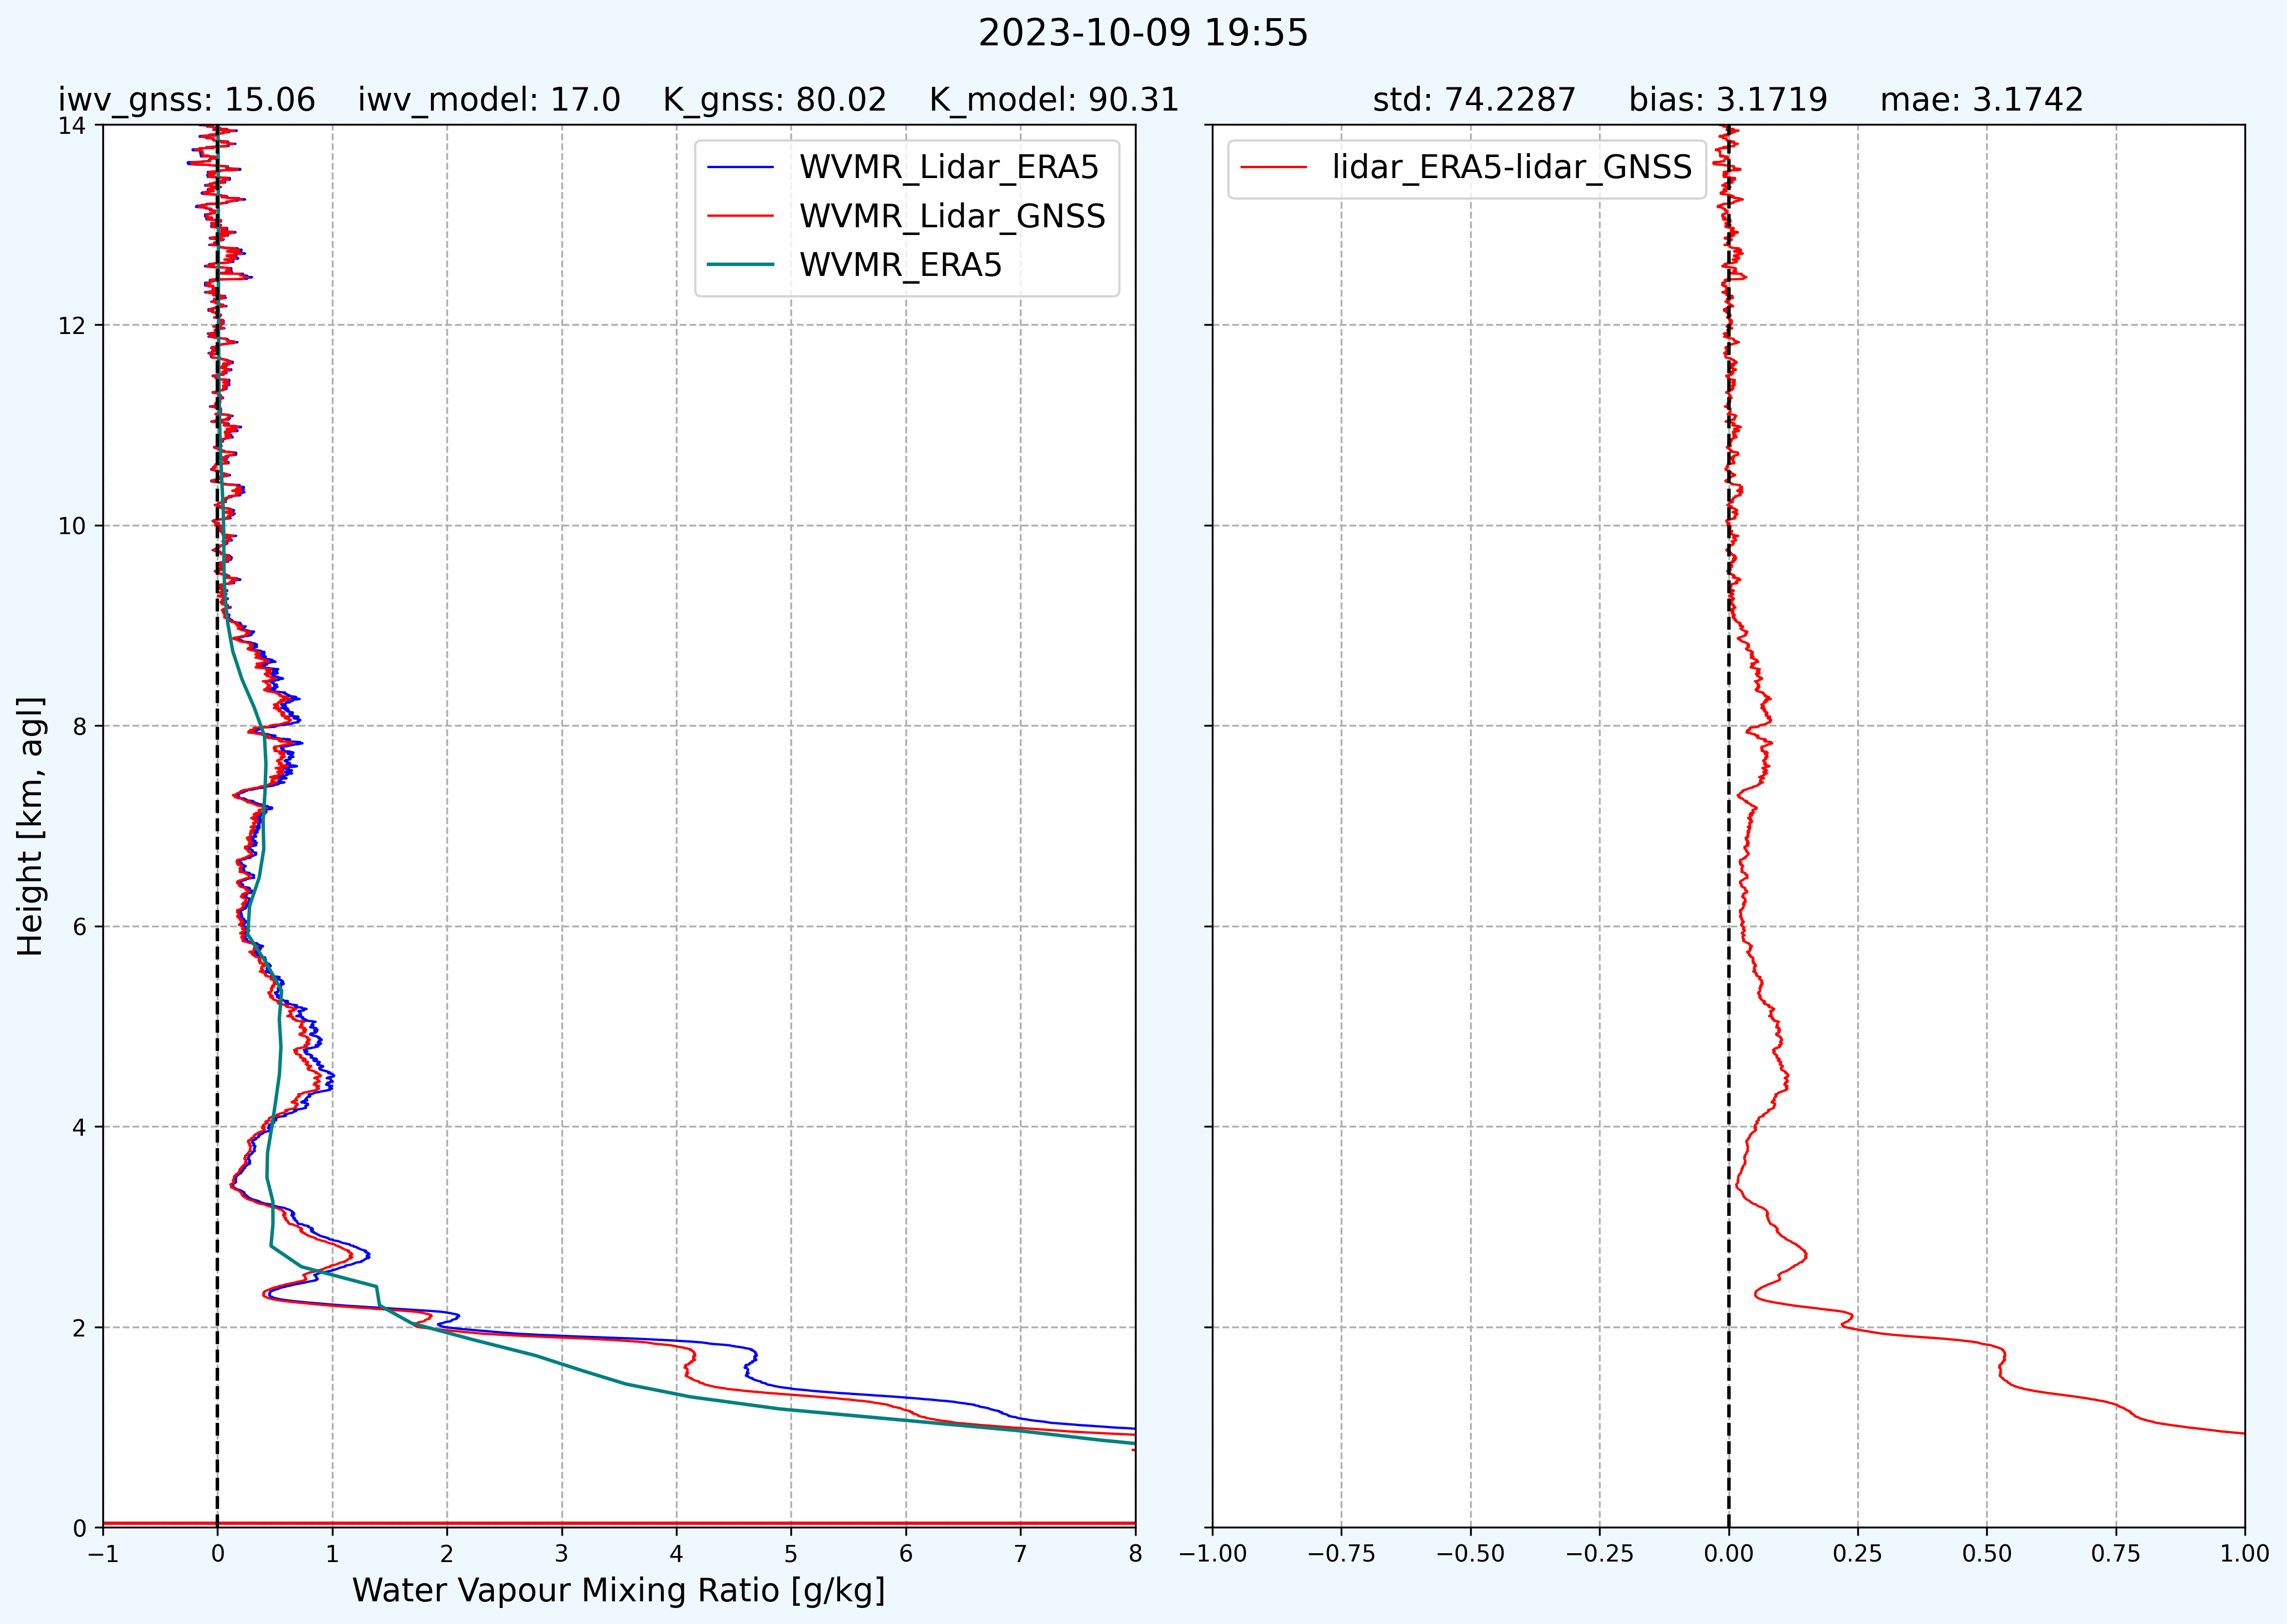 2023-10-09 19:55
iwv_gnss: 15.06 iwv_model: 17.0 K_gnss: 80.02 K_model: 90.31
std: 74.2287 bias: 3.1719 mae: 3.1742
WVMR_Lidar_ERA5
WVMR_Lidar_GNSS
WVMR_ERA5
lidar_ERA5-lidar_GNSS
Height [km, agl]
14
12
10
8
6
4
2
0
−1 0 1 2 3 4 5 6 7 8
Water Vapour Mixing Ratio [g/kg]
−1.00 −0.75 −0.50 −0.25 0.00 0.25 0.50 0.75 1.00